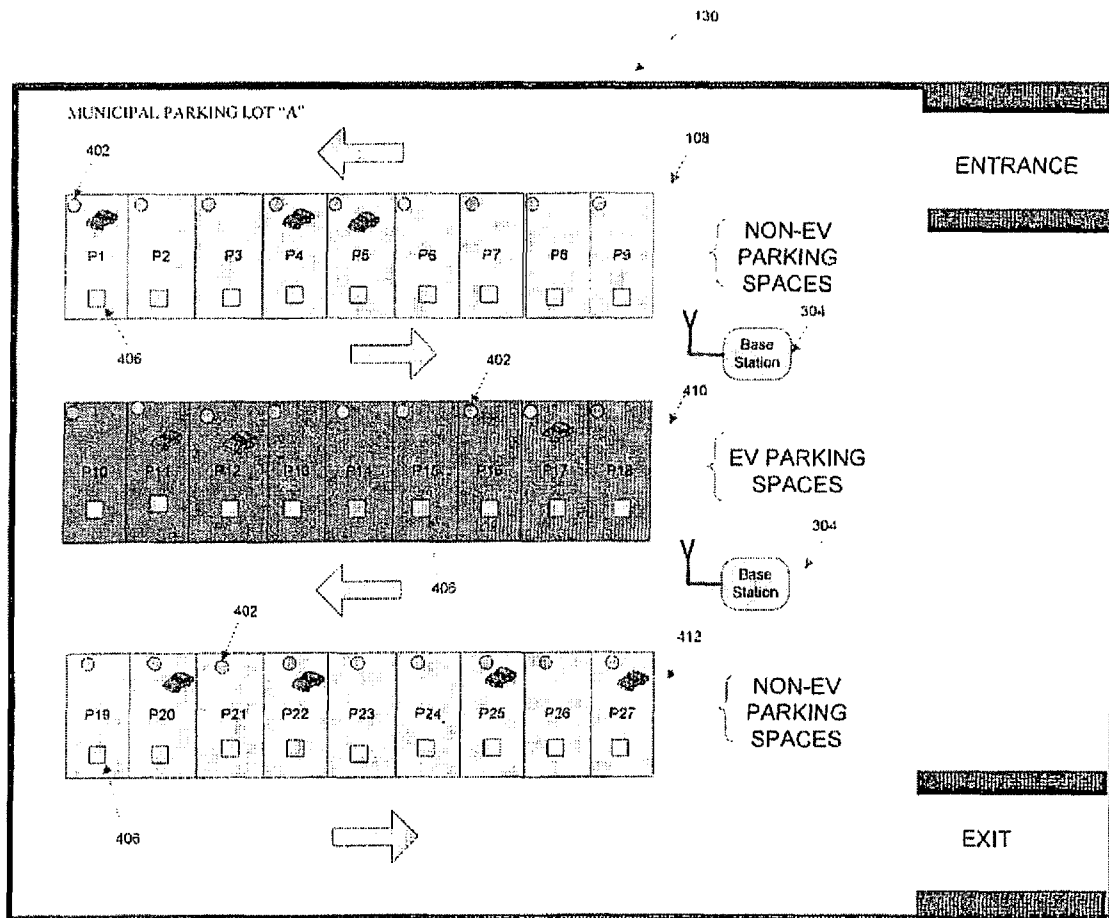 130
MUNICIPAL PARKING LOT "A"
402
108
ENTRANCE
P1 P2 P3 P4 P5 P6 P7 P8 P9
NON-EV
PARKING
SPACES
406
304
Base
Station
402
410
P10 P11 P12 P13 P14 P15 P16 P17 P18
EV PARKING
SPACES
304
Base
Station
406
402
412
P19 P20 P21 P22 P23 P24 P25 P26 P27
NON-EV
PARKING
SPACES
406
EXIT